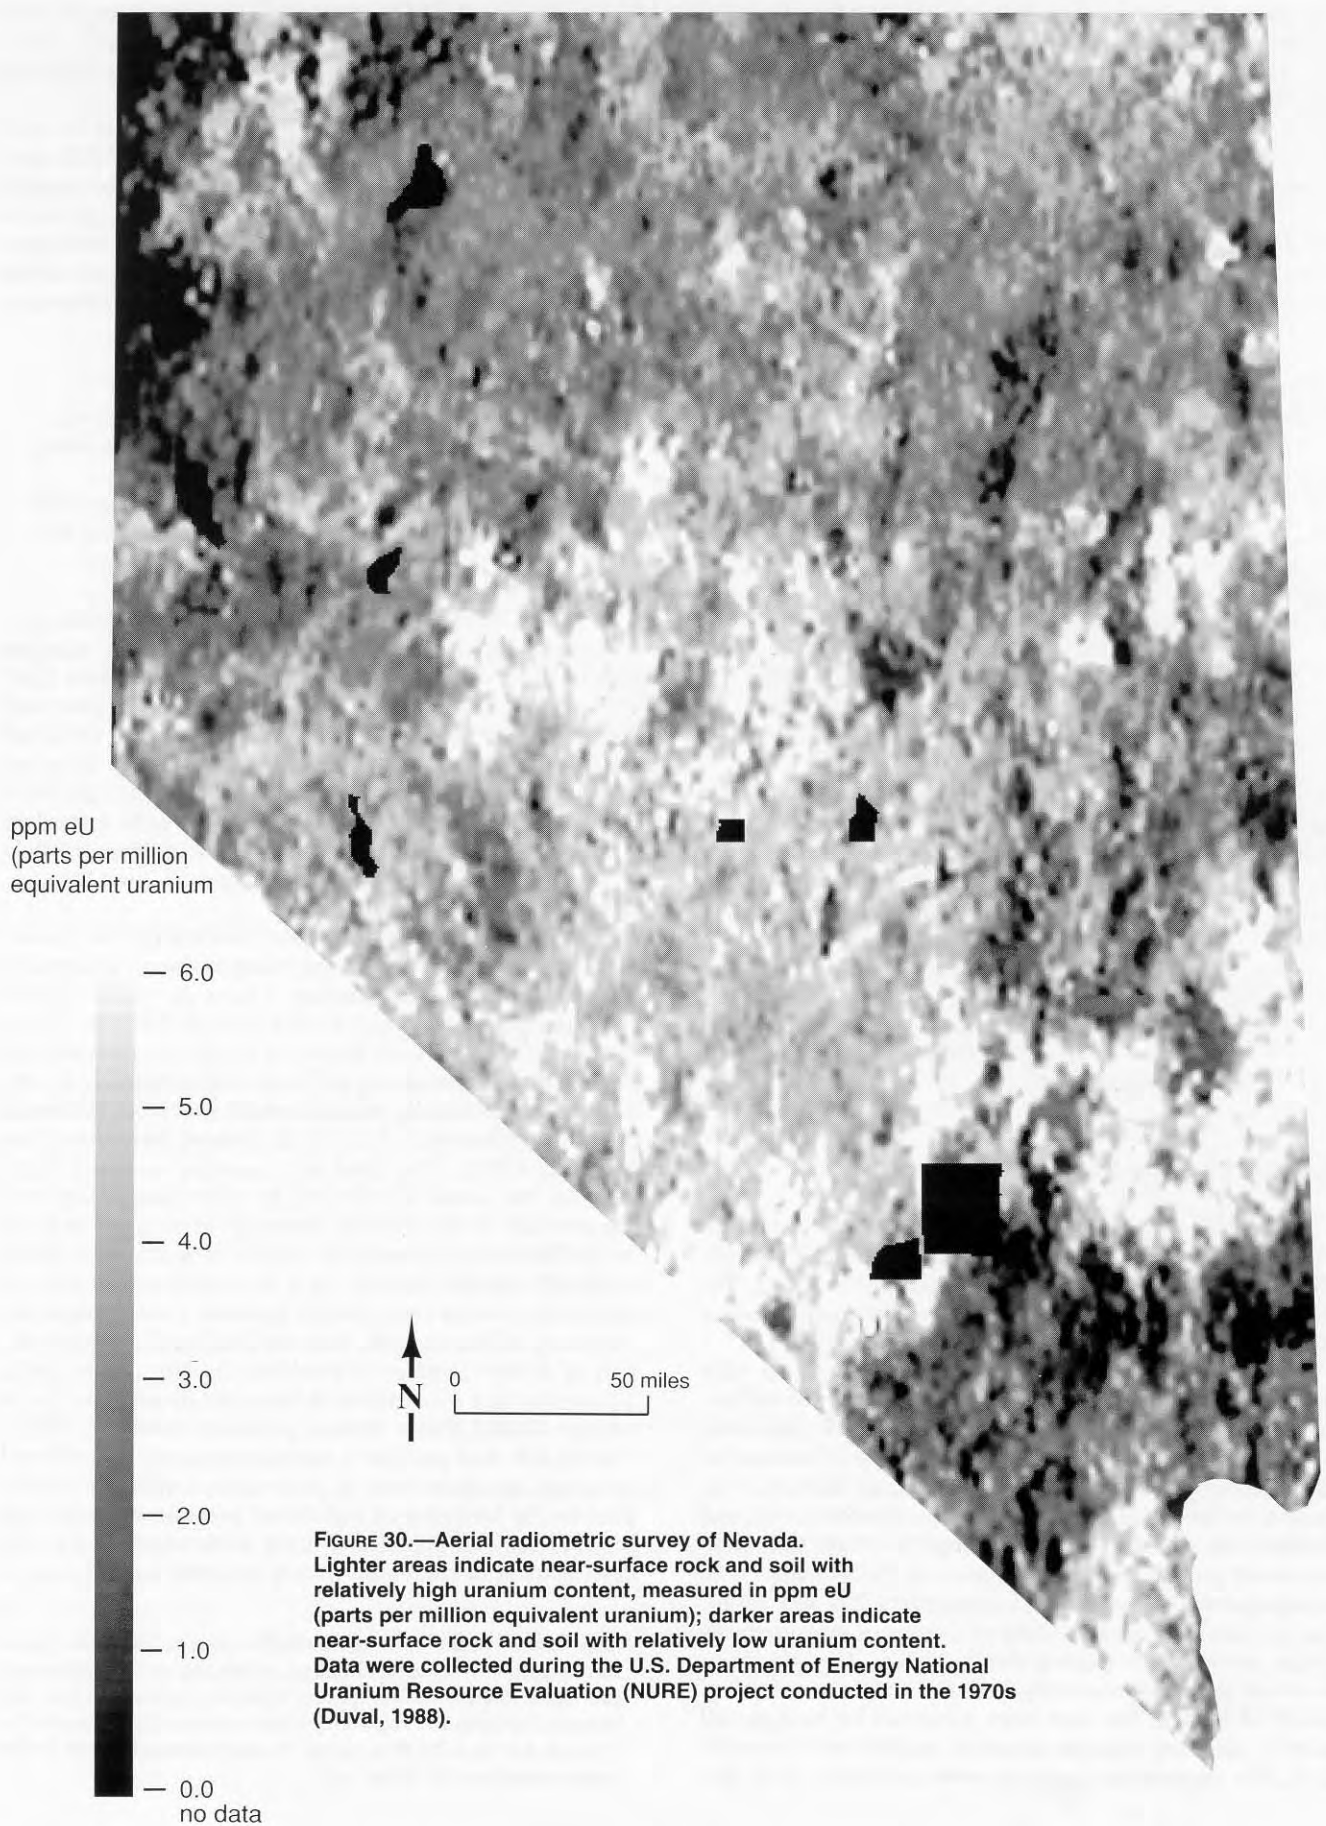 ppm eU
(parts per million
equivalent uranium
6.0
5.0
4.0
3.0
2.0
1.0
0.0
no data
N
0 50 miles
FIGURE 30.—Aerial radiometric survey of Nevada.
Lighter areas indicate near-surface rock and soil with
relatively high uranium content, measured in ppm eU
(parts per million equivalent uranium); darker areas indicate
near-surface rock and soil with relatively low uranium content.
Data were collected during the U.S. Department of Energy National
Uranium Resource Evaluation (NURE) project conducted in the 1970s
(Duval, 1988).